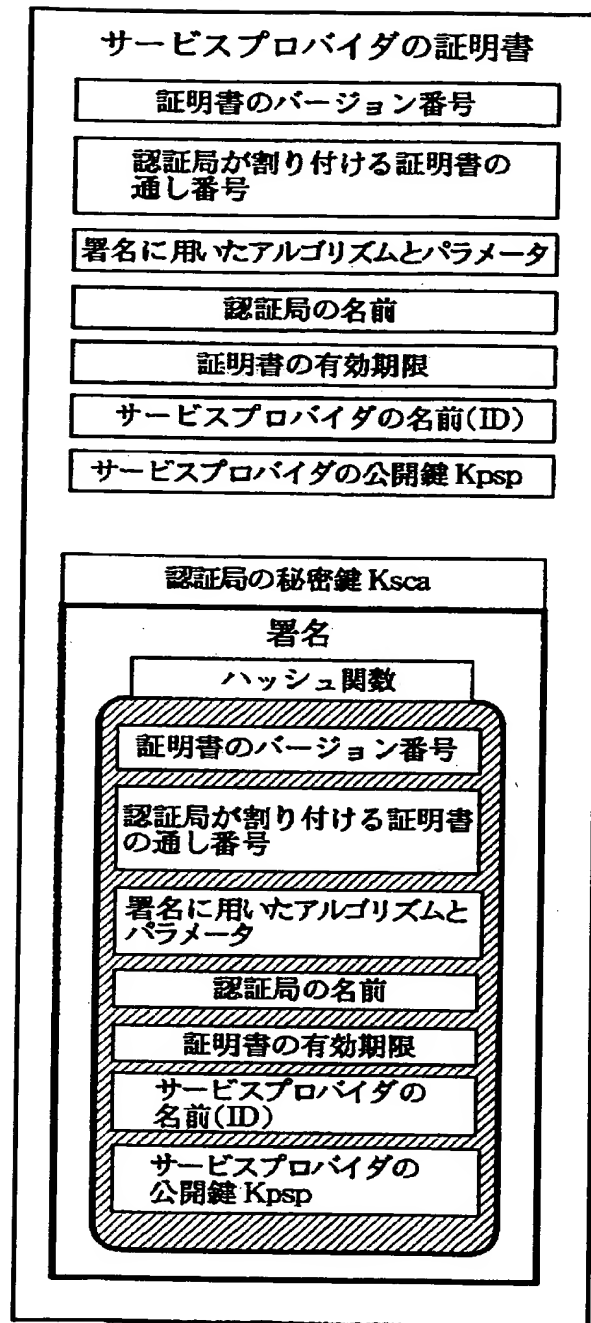 サービスプロバイダの証明書
証明書のバージョン番号
認証局が割り付ける証明書の
通し番号
署名に用いたアルゴリズムとパラメータ
認証局の名前
証明書の有効期限
サービスプロバイダの名前(ID)
サービスプロバイダの公開鍵 Kpsp
認証局の秘密鍵 Ksca
署名
ハッシュ関数
証明書のバージョン番号
認証局が割り付ける証明書
の通し番号
署名に用いたアルゴリズムと
パラメータ
認証局の名前
証明書の有効期限
サービスプロバイダの
名前(ID)
サービスプロバイダの
公開鍵 Kpsp